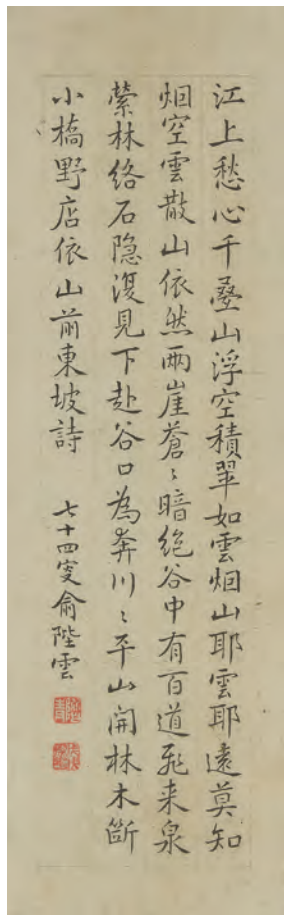 江上愁心千疊山浮空積翠如雲烟山耶雲耶遠莫知
烟空雲散山依然兩崖蒼〻暗絕谷中有百道飛来泉
縈林絡石隐復見下赴谷口為奔川〻平山開林木斷
小橋野店依山前東坡詩
七十四叟俞陛雲